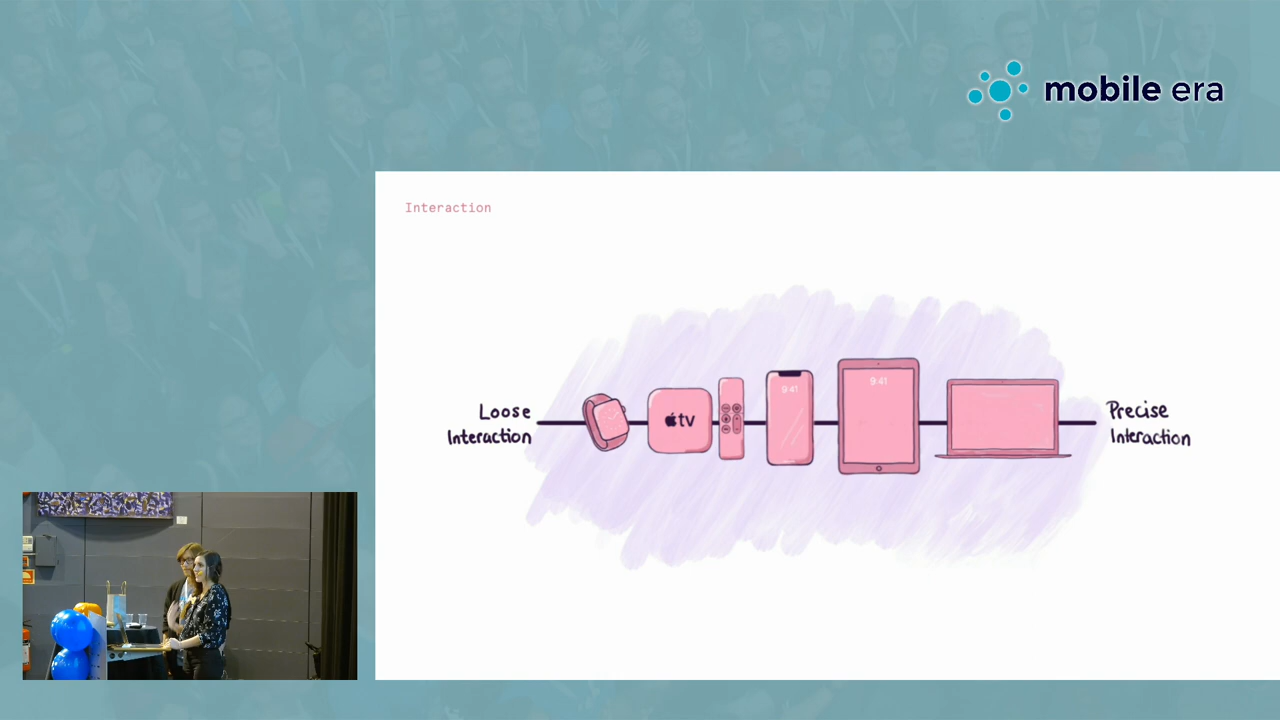 mobile era
Interaction
9:41
9:41
tv
Loose
Interaction
Precise
Interaction